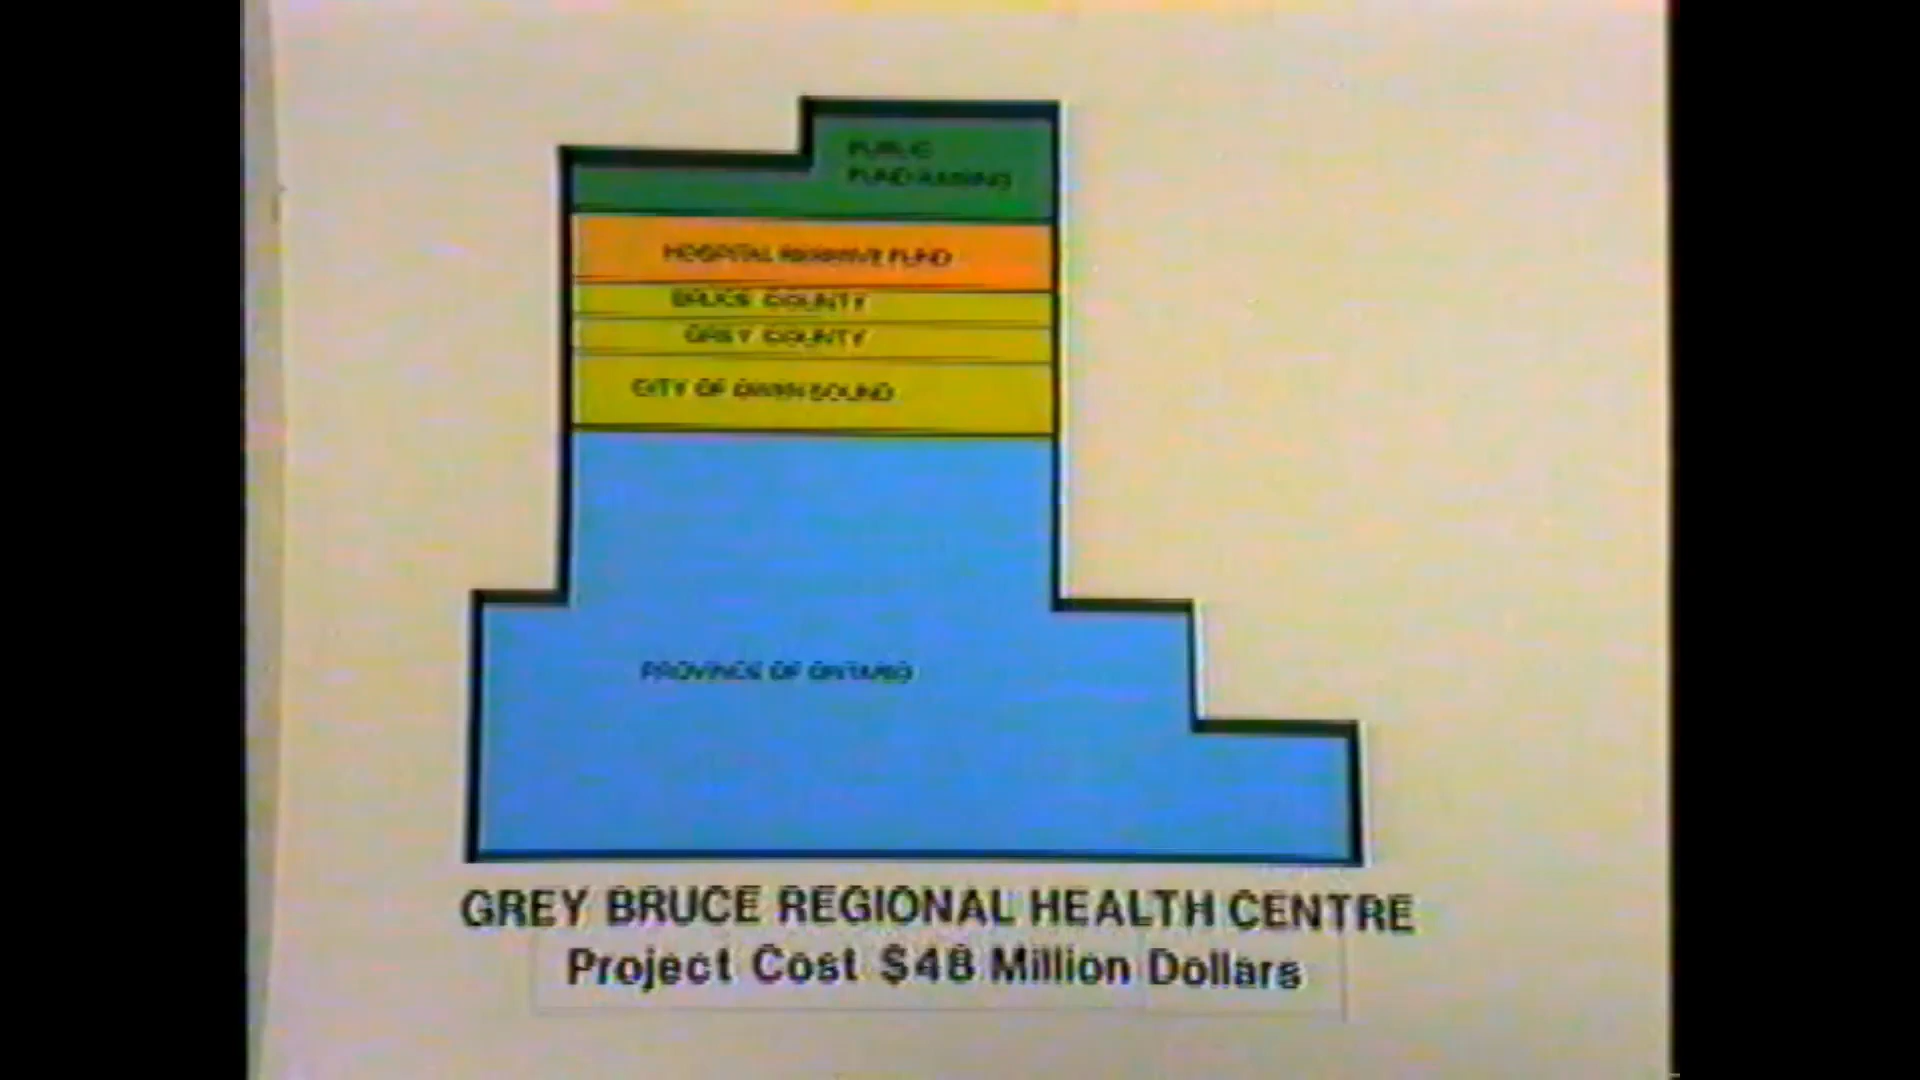 PUBLIC
FUND RAISING
HOSPITAL RESERVE FUND
BRUCE COUNTY
GREY COUNTY
CITY OF OWEN SOUND
PROVINCE OF ONTARIO
GREY BRUCE REGIONAL HEALTH CENTRE
Project Cost $48 Million Dollars